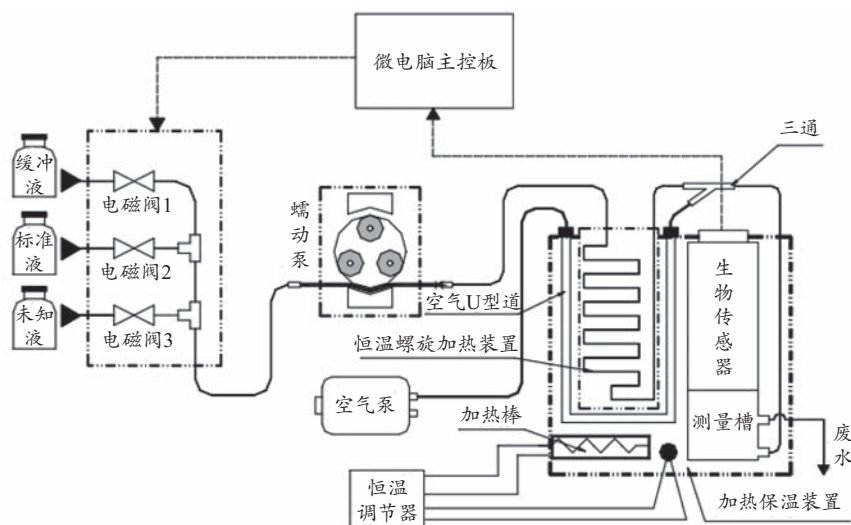 微电脑主控板
三通
缓冲
液
电磁阀1
标准
液
电磁阀2
未知
液
电磁阀3
蠕
动
泵
空气U型道
恒温螺旋加热装置
空气泵
加热棒
生
物
传
感
器
测量槽
废
水
恒温
调节器
加热保温装置